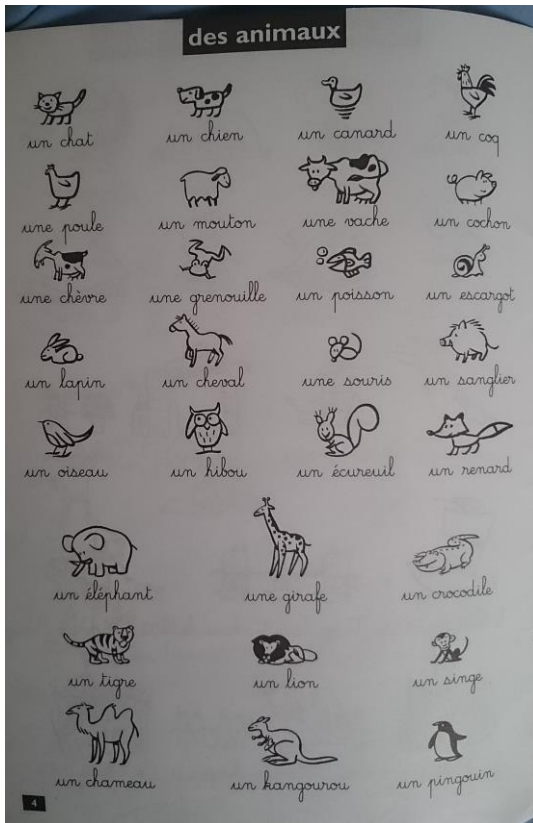 des animaux
un chat un chien un canard un coq
une poule un mouton une vache un cochon
une chèvre une grenouille un poisson un escargot
un lapin un cheval une souris un sanglier
un oiseau un hibou un écureuil un renard
un éléphant une girafe un crocodile
un tigre un lion un singe
un chameau un kangourou un pingouin
4